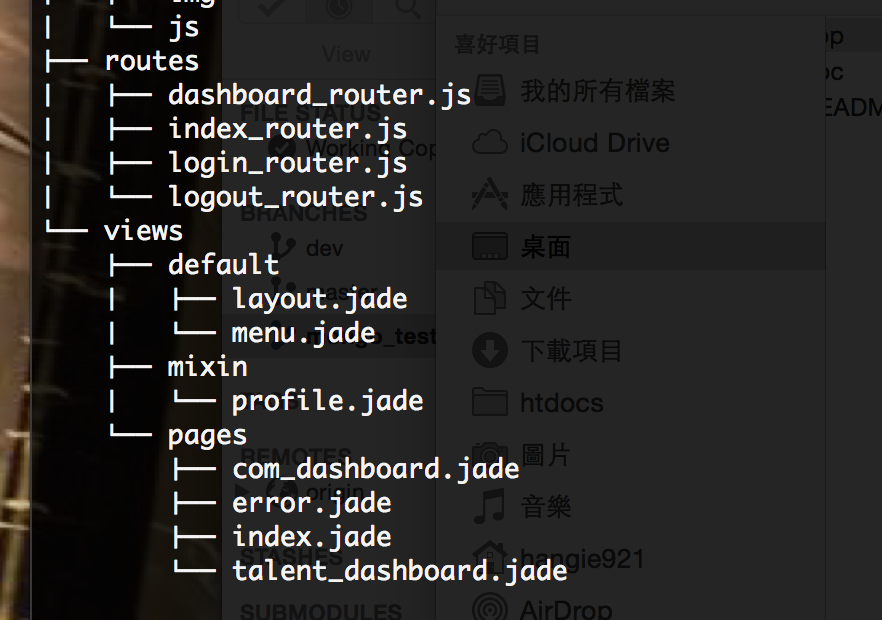 img
│   └── js
├── routes
│   ├── dashboard_router.js
│   ├── index_router.js
│   ├── login_router.js
│   └── logout_router.js
└── views
    ├── default
    │   ├── layout.jade
    │   └── menu.jade
    ├── mixin
    │   └── profile.jade
    └── pages
        ├── com_dashboard.jade
        ├── error.jade
        ├── index.jade
        └── talent_dashboard.jade
View
FILE STATUS
Working Cop
BRANCHES
dev
master
REMOTES
origin
STASHES
SUBMODULES
喜好項目
我的所有檔案
iCloud Drive
應用程式
桌面
文件
下載項目
htdocs
圖片
音樂
hangie921
AirDrop